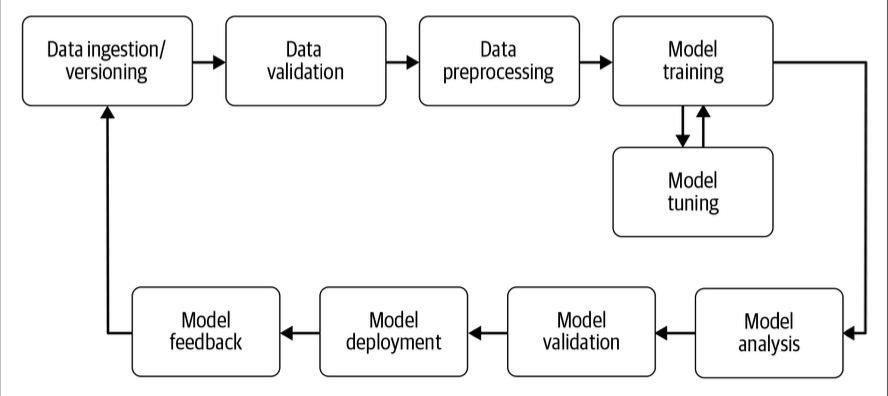 Data ingestion/
versioning
Data
validation
Data
preprocessing
Model
training
Model
tuning
Model
feedback
Model
deployment
Model
validation
Model
analysis